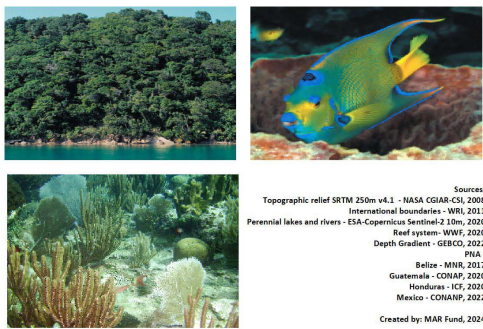 Sources
Topographic relief SRTM 250m v4.1 - NASA CGIAR-CSI, 2008
International boundaries - WRI, 2011
Perennial lakes and rivers - ESA-Copernicus Sentinel-2 10m, 2020
Reef system- WWF, 2020
Depth Gradient - GEBCO, 2022
PNA
Belize - MNR, 2017
Guatemala - CONAP, 2020
Honduras - ICF, 2020
Mexico - CONANP, 2022
Created by: MAR Fund, 2024